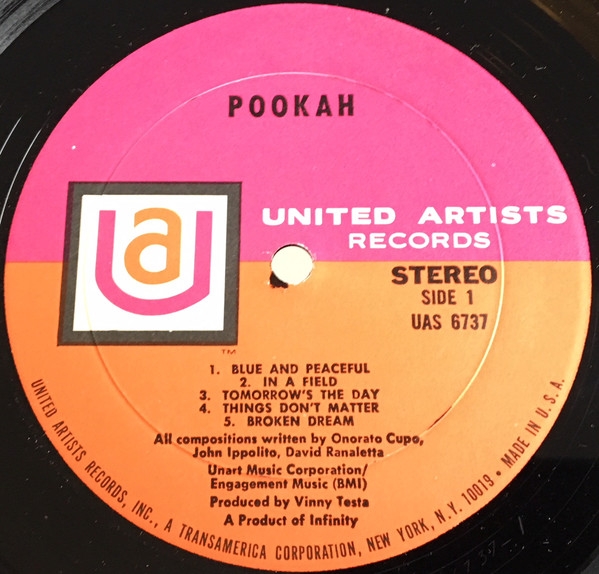 POOKAH
ua
UNITED ARTISTS
RECORDS
STEREO
SIDE 1
UAS 6737
TM
1. BLUE AND PEACEFUL
2. IN A FIELD
3. TOMORROW'S THE DAY
4. THINGS DON'T MATTER
5. BROKEN DREAM
All compositions written by Onorato Cupo,
John Ippolito, David Ranaletta
Unart Music Corporation/
Engagement Music (BMI)
Produced by Vinny Testa
A Product of Infinity
UNITED ARTISTS RECORDS, INC., A TRANSAMERICA CORPORATION, NEW YORK, N.Y. 10019 • MADE IN U.S.A.